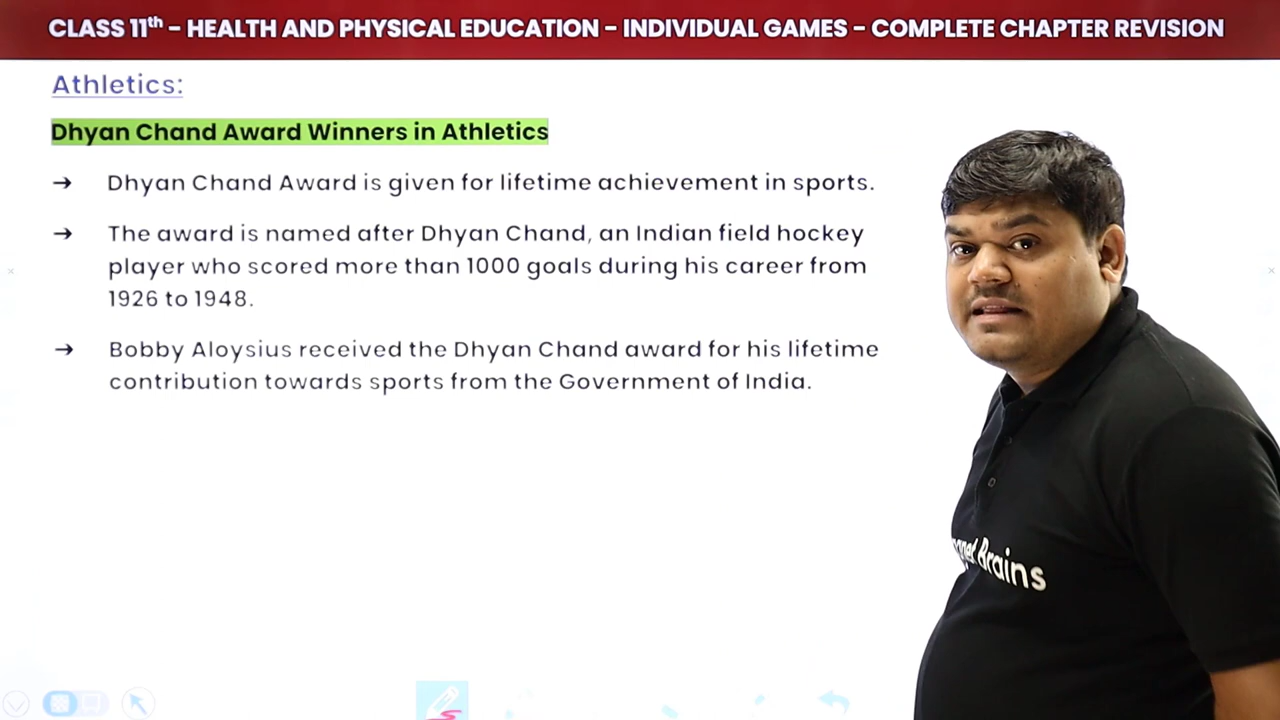 CLASS 11th – HEALTH AND PHYSICAL EDUCATION – INDIVIDUAL GAMES – COMPLETE CHAPTER REVISION
Athletics:
Dhyan Chand Award Winners in Athletics
→ Dhyan Chand Award is given for lifetime achievement in sports.
→ The award is named after Dhyan Chand, an Indian field hockey
player who scored more than 1000 goals during his career from
1926 to 1948.
→ Bobby Aloysius received the Dhyan Chand award for his lifetime
contribution towards sports from the Government of India.
Brains